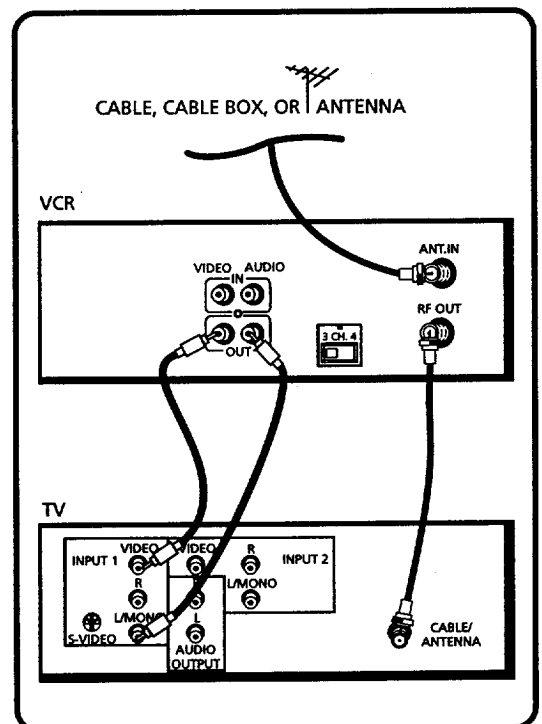 CABLE, CABLE BOX, OR ANTENNA
VCR
ANT.IN
VIDEO AUDIO
IN
RF OUT
3 CH. 4
OUT
TV
INPUT 1 VIDEO VIDEO R INPUT 2
R L/MONO
L/MONO L
S-VIDEO
AUDIO
OUTPUT
CABLE/
ANTENNA